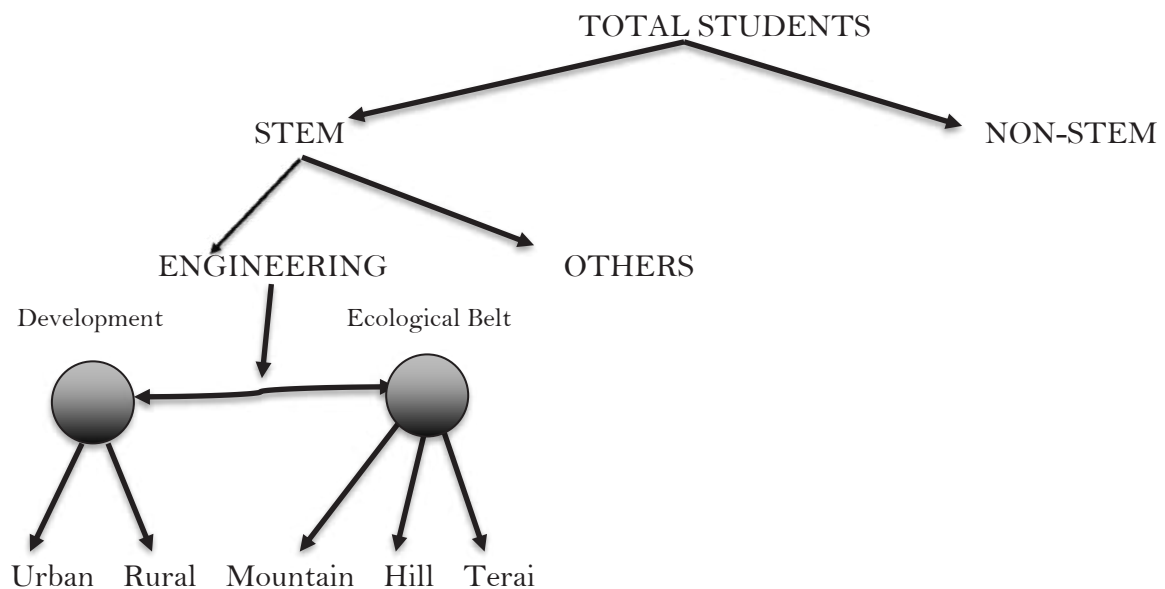 TOTAL STUDENTS
STEM
NON-STEM
ENGINEERING
OTHERS
Development
Ecological Belt
Urban
Rural
Mountain
Hill
Terai